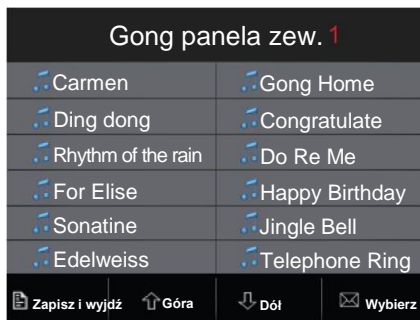 Gong panela zew. 1
Carmen
Gong Home
Ding dong
Congratulate
Rhythm of the rain
Do Re Me
For Elise
Happy Birthday
Sonatine
Jingle Bell
Edelweiss
Telephone Ring
Zapisz i wyjdź
Góra
Dół
Wybierz